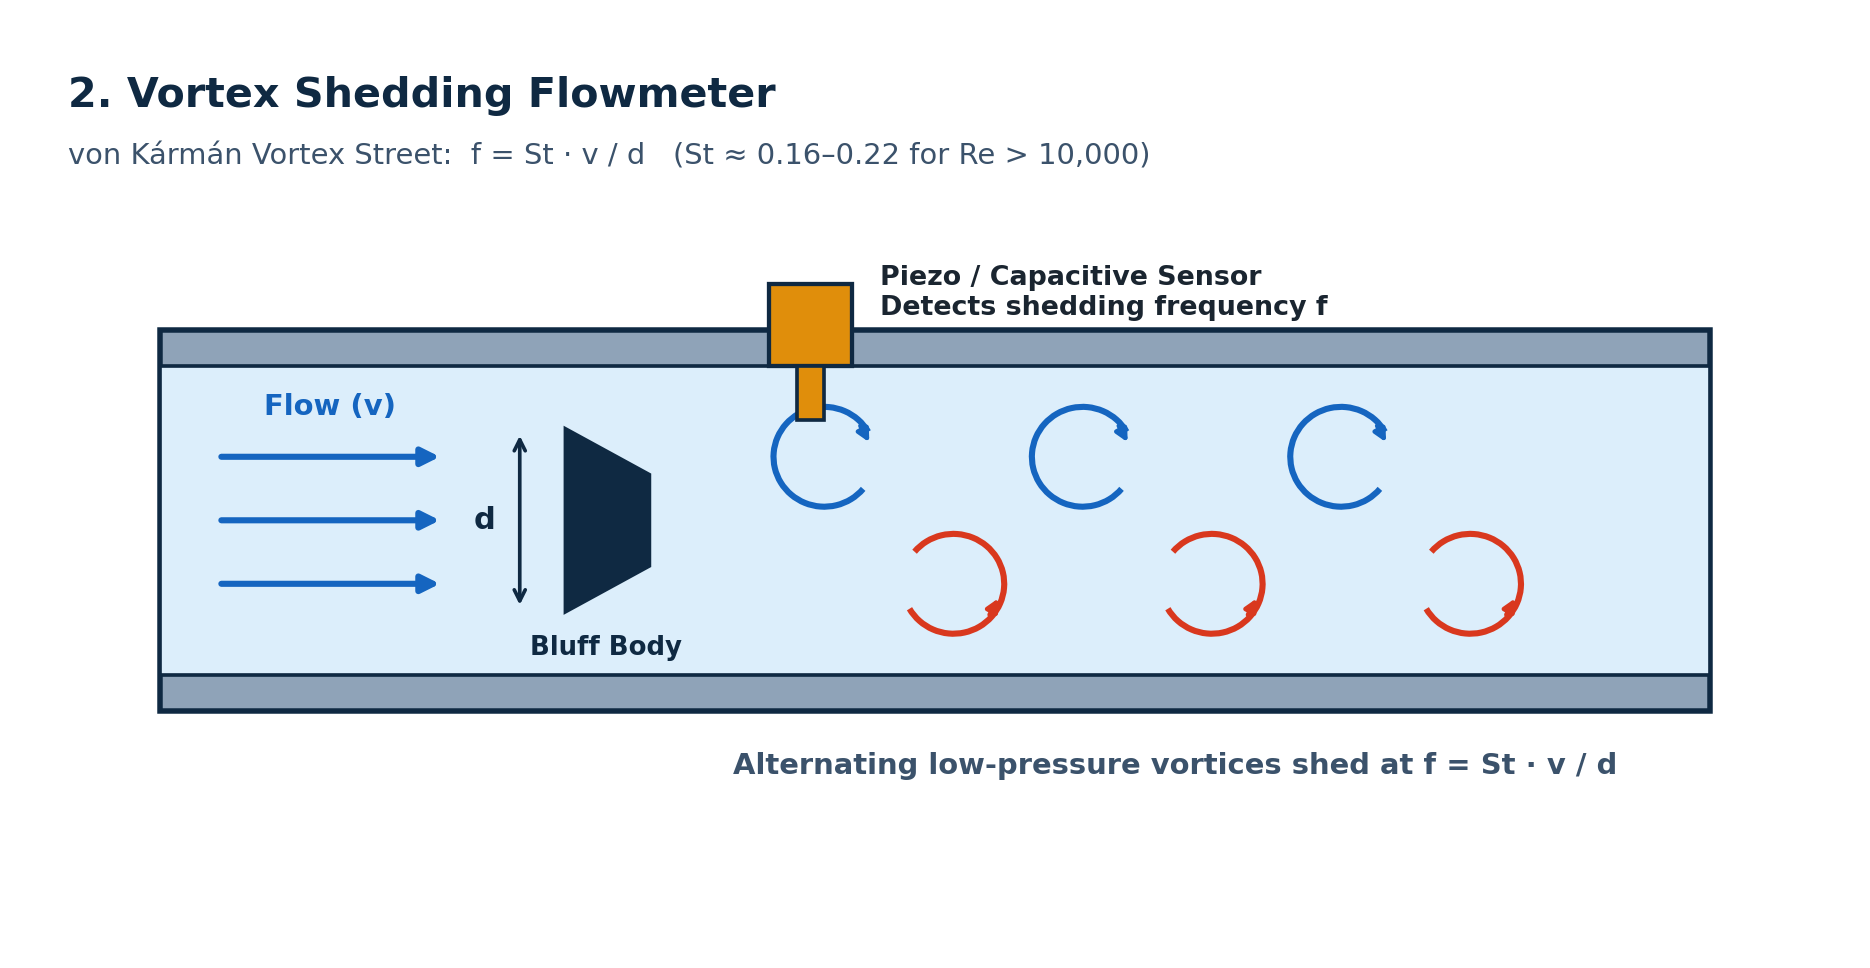 2. Vortex Shedding Flowmeter
von Kármán Vortex Street:  f = St · v / d   (St ≈ 0.16–0.22 for Re > 10,000)
Piezo / Capacitive Sensor
Detects shedding frequency f
Flow (v)
d
Bluff Body
Alternating low-pressure vortices shed at f = St · v / d